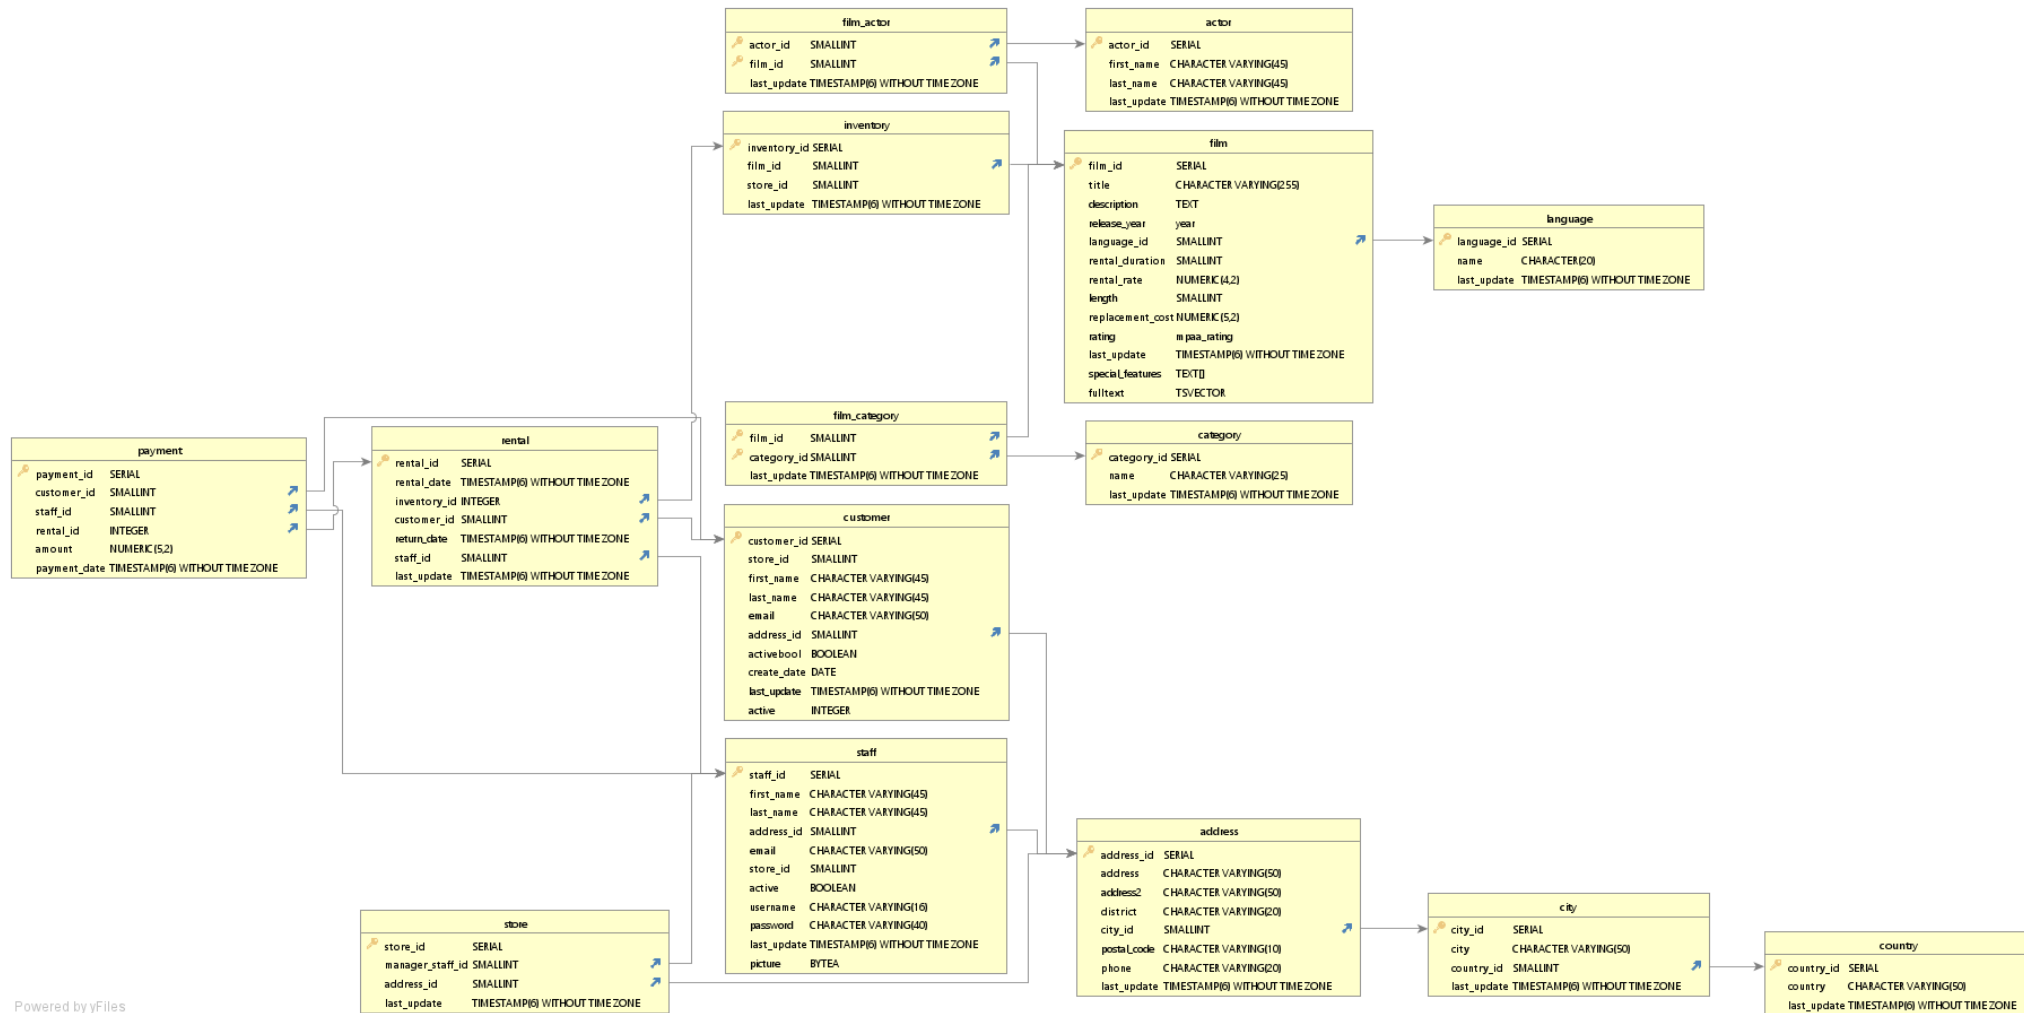 film_actor
actor_id SMALLINT
film_id SMALLINT
last_update TIMESTAMP(6) WITHOUT TIME ZONE
actor
actor_id SERIAL
first_name CHARACTER VARYING(45)
last_name CHARACTER VARYING(45)
last_update TIMESTAMP(6) WITHOUT TIME ZONE
inventory
inventory_id SERIAL
film_id SMALLINT
store_id SMALLINT
last_update TIMESTAMP(6) WITHOUT TIME ZONE
film
film_id SERIAL
title CHARACTER VARYING(255)
description TEXT
release_year year
language_id SMALLINT
rental_duration SMALLINT
rental_rate NUMERIC(4,2)
length SMALLINT
replacement_cost NUMERIC(5,2)
rating mpaa_rating
last_update TIMESTAMP(6) WITHOUT TIME ZONE
special_features TEXT[]
fulltext TSVECTOR
language
language_id SERIAL
name CHARACTER(20)
last_update TIMESTAMP(6) WITHOUT TIME ZONE
film_category
film_id SMALLINT
category_id SMALLINT
last_update TIMESTAMP(6) WITHOUT TIME ZONE
category
category_id SERIAL
name CHARACTER VARYING(25)
last_update TIMESTAMP(6) WITHOUT TIME ZONE
payment
payment_id SERIAL
customer_id SMALLINT
staff_id SMALLINT
rental_id INTEGER
amount NUMERIC(5,2)
payment_date TIMESTAMP(6) WITHOUT TIME ZONE
rental
rental_id SERIAL
rental_date TIMESTAMP(6) WITHOUT TIME ZONE
inventory_id INTEGER
customer_id SMALLINT
return_date TIMESTAMP(6) WITHOUT TIME ZONE
staff_id SMALLINT
last_update TIMESTAMP(6) WITHOUT TIME ZONE
customer
customer_id SERIAL
store_id SMALLINT
first_name CHARACTER VARYING(45)
last_name CHARACTER VARYING(45)
email CHARACTER VARYING(50)
address_id SMALLINT
activebool BOOLEAN
create_date DATE
last_update TIMESTAMP(6) WITHOUT TIME ZONE
active INTEGER
staff
staff_id SERIAL
first_name CHARACTER VARYING(45)
last_name CHARACTER VARYING(45)
address_id SMALLINT
email CHARACTER VARYING(50)
store_id SMALLINT
active BOOLEAN
username CHARACTER VARYING(16)
password CHARACTER VARYING(40)
last_update TIMESTAMP(6) WITHOUT TIME ZONE
picture BYTEA
store
store_id SERIAL
manager_staff_id SMALLINT
address_id SMALLINT
last_update TIMESTAMP(6) WITHOUT TIME ZONE
address
address_id SERIAL
address CHARACTER VARYING(50)
address2 CHARACTER VARYING(50)
district CHARACTER VARYING(20)
city_id SMALLINT
postal_code CHARACTER VARYING(10)
phone CHARACTER VARYING(20)
last_update TIMESTAMP(6) WITHOUT TIME ZONE
city
city_id SERIAL
city CHARACTER VARYING(50)
country_id SMALLINT
last_update TIMESTAMP(6) WITHOUT TIME ZONE
country
country_id SERIAL
country CHARACTER VARYING(50)
last_update TIMESTAMP(6) WITHOUT TIME ZONE
Powered by yFiles